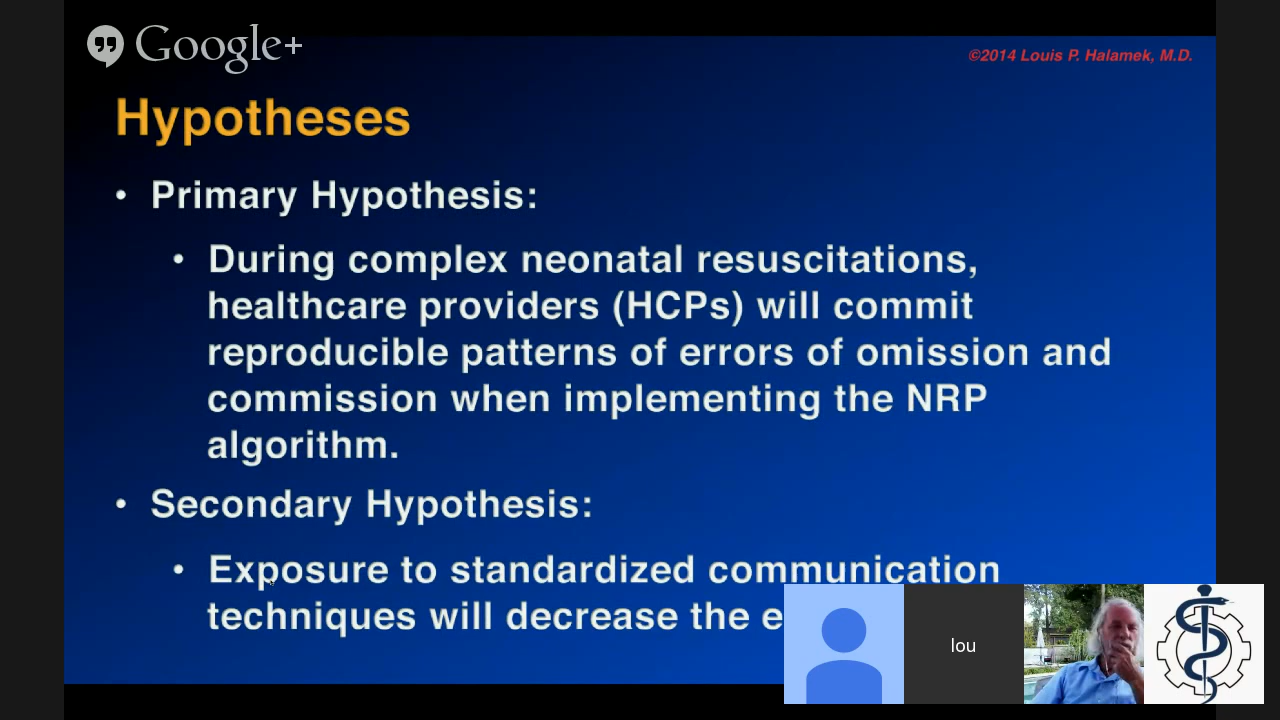 Google+
©2014 Louis P. Halamek, M.D.
Hypotheses
• Primary Hypothesis:
• During complex neonatal resuscitations,
healthcare providers (HCPs) will commit
reproducible patterns of errors of omission and
commission when implementing the NRP
algorithm.
• Secondary Hypothesis:
• Exposure to standardized communication
techniques will decrease the
lou